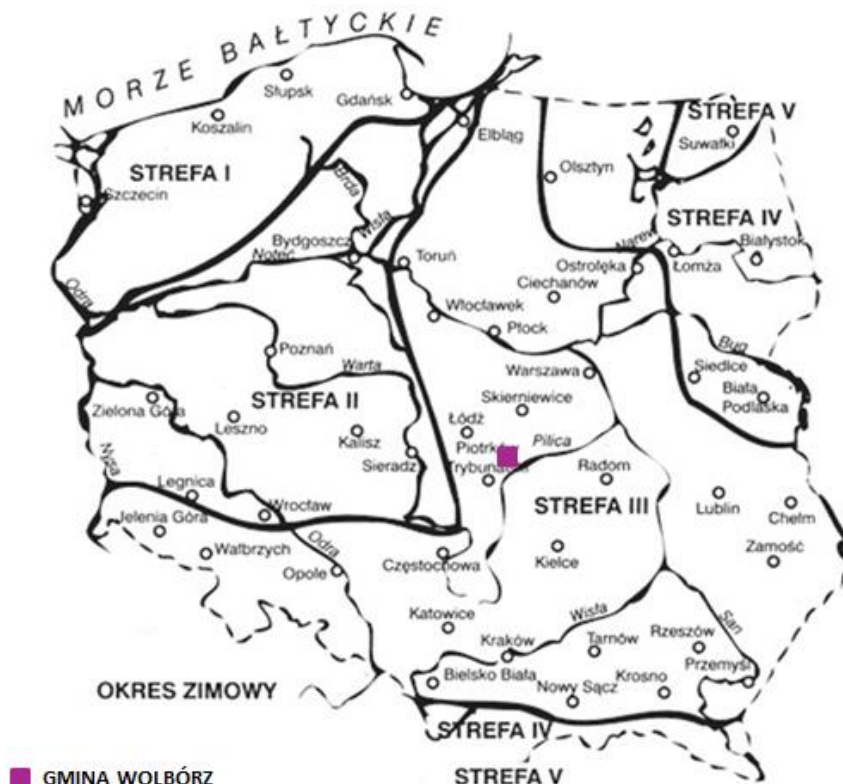 MORZE BAŁTYCKIE
Słupsk
Gdańsk
Koszalin
Elbląg
STREFA V
Suwałki
STREFA I
Olsztyn
Szczecin
Brda
Wisła
STREFA IV
Bydgoszcz
Narew
Białystok
Noteć
Toruń
Ostrołęka
Łomża
Odra
Ciechanów
Włocławek
Płock
Bug
Poznań
Siedlce
Warta
Warszawa
Biała
Podlaska
STREFA II
Skierniewice
Zielona Góra
Leszno
Łódź
Kalisz
Piotrków
Pilica
Sieradz
Trybunalski
Radom
Nysa
Legnica
Wrocław
STREFA III
Lublin
Chełm
Jelenia Góra
Odra
Wałbrzych
Częstochowa
Kielce
Zamość
Opole
Wisła
San
Katowice
Kraków
Tarnów
Rzeszów
Przemyśl
OKRES ZIMOWY
Bielsko Biała
Krosno
Nowy Sącz
STREFA IV
GMINA WOLBÓRZ
STREFA V